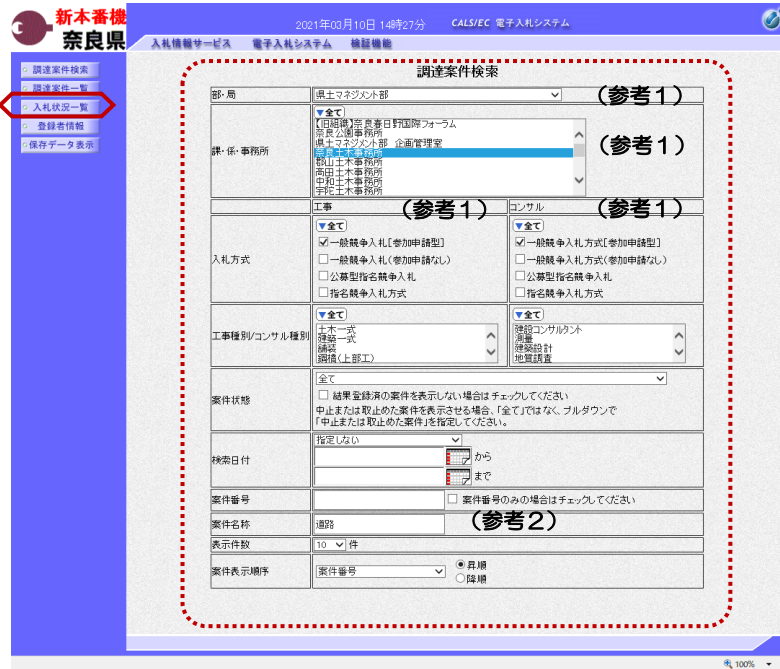 新本番機
奈良県
2021年03月10日 14時27分 CALS/EC 電子入札システム
入札情報サービス 電子入札システム 検証機能
調達案件検索
調達案件一覧
入札状況一覧
登録者情報
保存データ表示
調達案件検索
部・局 県土マネジメント部 (参考1)
▼全て
【旧組織】奈良春日野国際フォーラム
奈良公園事務所
県土マネジメント部 企画管理室
課・係・事務所 奈良土木事務所 (参考1)
郡山土木事務所
高田土木事務所
中和土木事務所
宇陀土木事務所
工事 (参考1) コンサル (参考1)
▼全て ▼全て
一般競争入札[参加申請型] 一般競争入札方式[参加申請型]
入札方式 一般競争入札(参加申請なし) 一般競争入札方式(参加申請なし)
公募型指名競争入札 公募型指名競争入札
指名競争入札方式 指名競争入札方式
▼全て ▼全て
土木一式 建設コンサルタント
工事種別/コンサル種別 建築一式 測量
舗装 建築設計
鋼橋(上部工) 地質調査
全て
案件状態 結果登録済の案件を表示しない場合はチェックしてください
中止または取止めた案件を表示させる場合、「全て」ではなく、プルダウンで
「中止または取止めた案件」を指定してください。
指定しない
検索日付 から
まで
案件番号 案件番号のみの場合はチェックしてください
案件名称 道路 (参考2)
表示件数 10 件
案件表示順序 案件番号 昇順
降順
100%